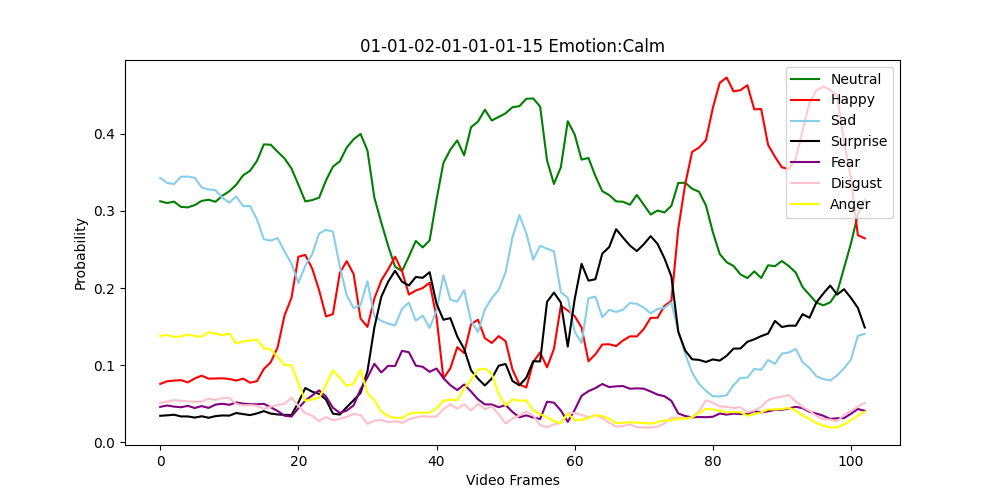 01-01-02-01-01-01-15 Emotion:Calm
Probability
0.4
0.3
0.2
0.1
0.0
0 20 40 60 80 100
Video Frames
Neutral
Happy
Sad
Surprise
Fear
Disgust
Anger